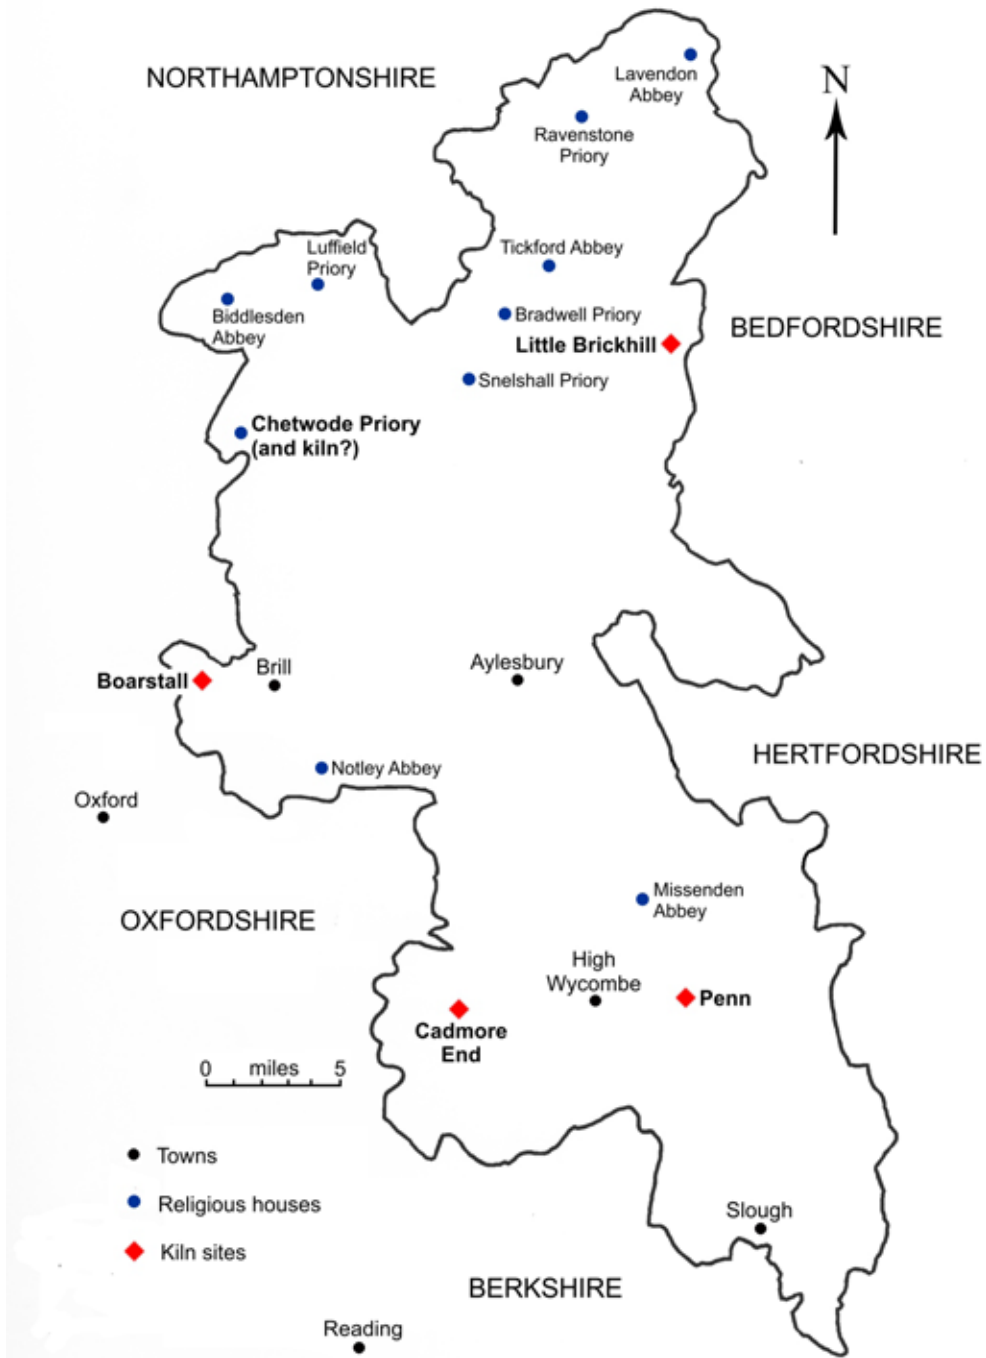 NORTHAMPTONSHIRE
Lavendon
Abbey
N
Ravenstone
Priory
Luffield
Priory
Tickford Abbey
Biddlesden
Abbey
Bradwell Priory
BEDFORDSHIRE
Little Brickhill
Snelshall Priory
Chetwode Priory
(and kiln?)
Boarstall
Brill
Aylesbury
HERTFORDSHIRE
Notley Abbey
Oxford
Missenden
Abbey
OXFORDSHIRE
High
Wycombe
Penn
Cadmore
End
0 miles 5
Towns
Religious houses
Kiln sites
Slough
BERKSHIRE
Reading